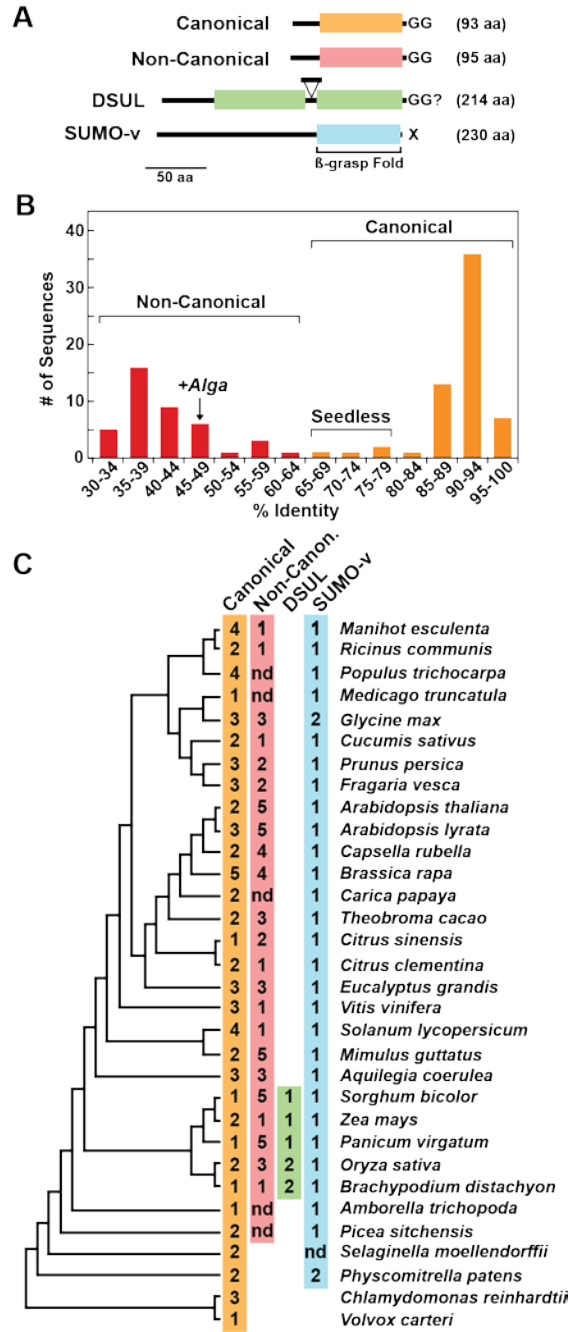 A
Canonical GG (93 aa)
Non-Canonical GG (95 aa)
DSUL GG? (214 aa)
SUMO-v X (230 aa)
50 aa
ß-grasp Fold
B
# of Sequences
40
30
20
10
0
Canonical
Non-Canonical
+Alga
Seedless
30-34 35-39 40-44 45-49 50-54 55-59 60-64 65-69 70-74 75-79 80-84 85-89 90-94 95-100
% Identity
C
Canonical Non-Canon. DSUL SUMO-v
4 1 1 Manihot esculenta
2 1 1 Ricinus communis
4 nd 1 Populus trichocarpa
1 nd 1 Medicago truncatula
3 3 2 Glycine max
2 1 1 Cucumis sativus
3 2 1 Prunus persica
3 2 1 Fragaria vesca
2 5 1 Arabidopsis thaliana
3 5 1 Arabidopsis lyrata
2 4 1 Capsella rubella
5 4 1 Brassica rapa
2 nd 1 Carica papaya
2 3 1 Theobroma cacao
1 2 1 Citrus sinensis
2 1 1 Citrus clementina
3 3 1 Eucalyptus grandis
3 1 1 Vitis vinifera
4 1 1 Solanum lycopersicum
2 5 1 Mimulus guttatus
3 3 1 Aquilegia coerulea
1 5 1 1 Sorghum bicolor
2 1 1 1 Zea mays
1 5 1 1 Panicum virgatum
2 3 2 1 Oryza sativa
1 1 2 1 Brachypodium distachyon
1 nd 1 Amborella trichopoda
2 nd 1 Picea sitchensis
2 nd Selaginella moellendorffii
2 2 Physcomitrella patens
3 Chlamydomonas reinhardtii
1 Volvox carteri